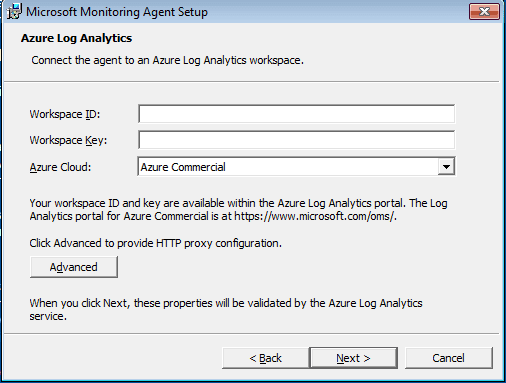 Microsoft Monitoring Agent Setup
Azure Log Analytics
Connect the agent to an Azure Log Analytics workspace.
Workspace ID:
Workspace Key:
Azure Cloud: Azure Commercial
Your workspace ID and key are available within the Azure Log Analytics portal. The Log
Analytics portal for Azure Commercial is at https://www.microsoft.com/oms/.
Click Advanced to provide HTTP proxy configuration.
Advanced
When you click Next, these properties will be validated by the Azure Log Analytics
service.
< Back Next > Cancel